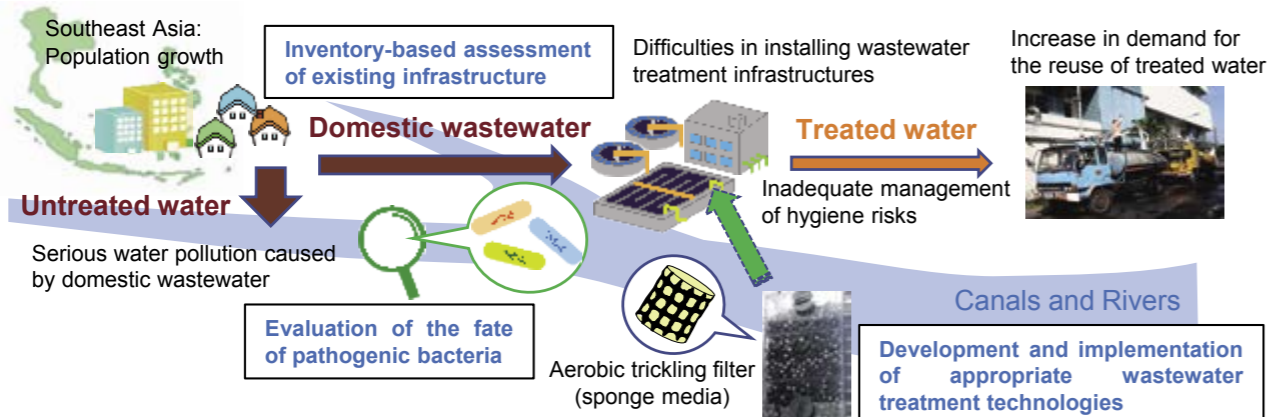 Southeast Asia:
Population growth
Inventory-based assessment
of existing infrastructure
Difficulties in installing wastewater
treatment infrastructures
Increase in demand for
the reuse of treated water
Domestic wastewater
Treated water
Untreated water
Inadequate management
of hygiene risks
Serious water pollution caused
by domestic wastewater
Canals and Rivers
Evaluation of the fate
of pathogenic bacteria
Aerobic trickling filter
(sponge media)
Development and implementation
of appropriate wastewater
treatment technologies